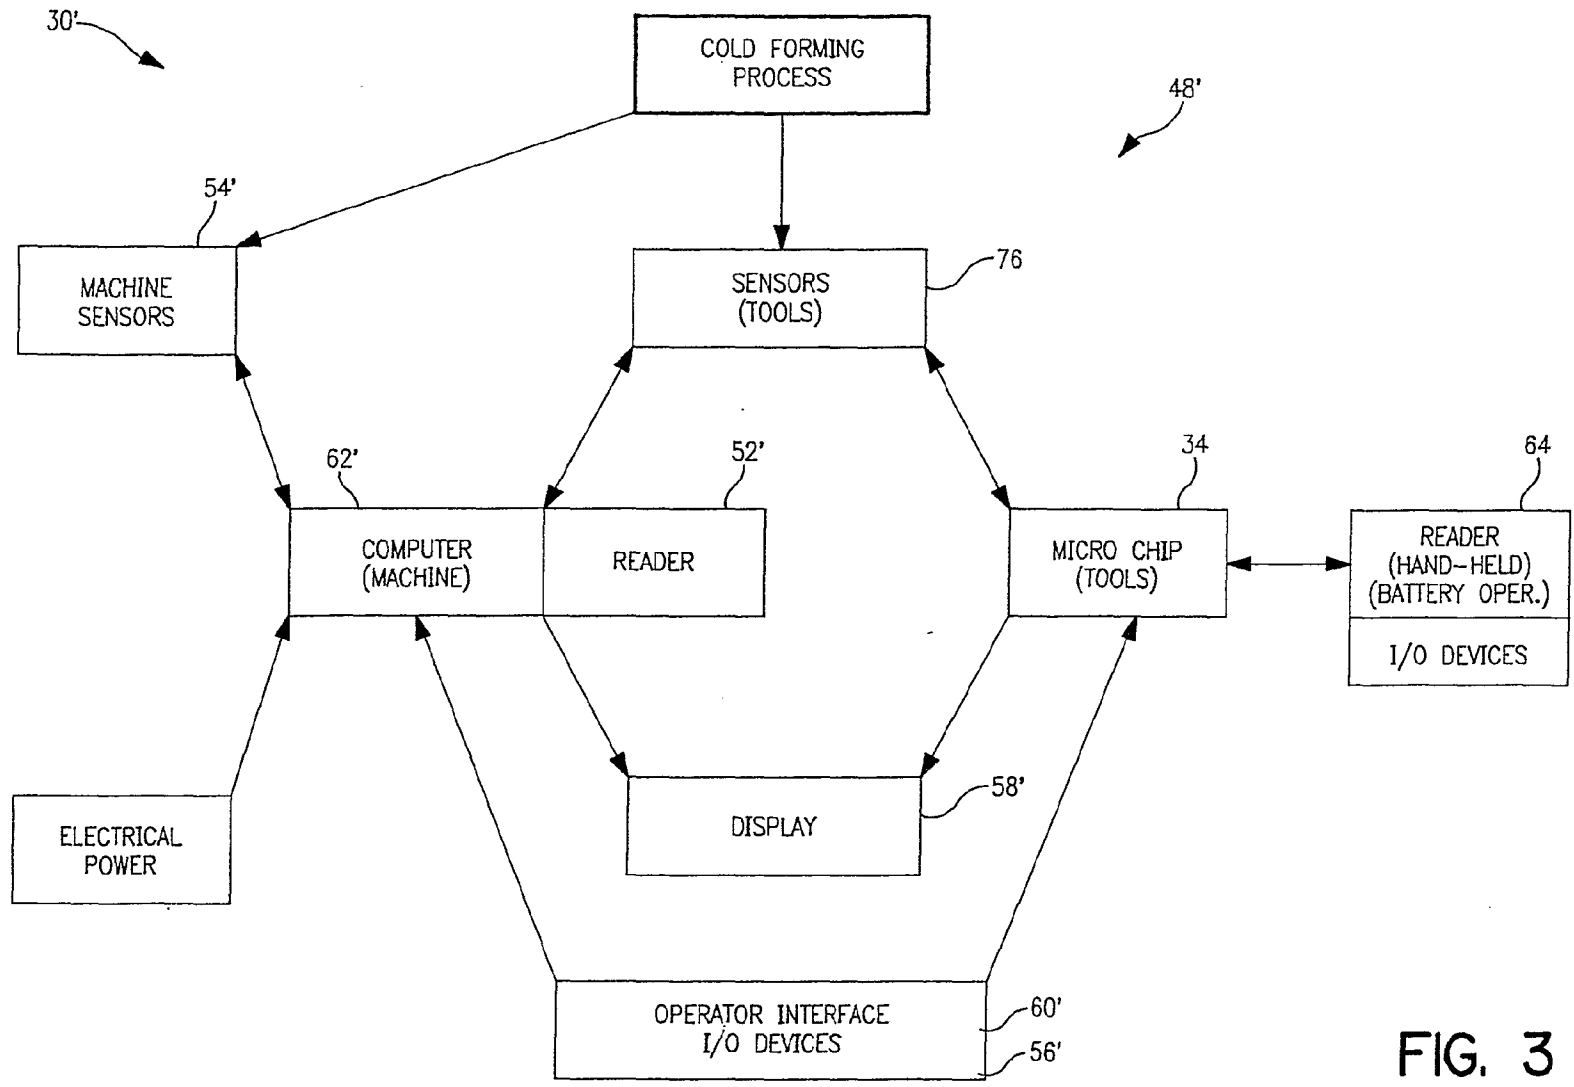 30'
COLD FORMING
PROCESS
48'
54'
MACHINE
SENSORS
76
SENSORS
(TOOLS)
62'
52'
34
64
COMPUTER
(MACHINE)
READER
MICRO CHIP
(TOOLS)
READER
(HAND-HELD)
(BATTERY OPER.)
I/O DEVICES
58'
DISPLAY
ELECTRICAL
POWER
OPERATOR INTERFACE
I/O DEVICES
60'
56'
FIG. 3